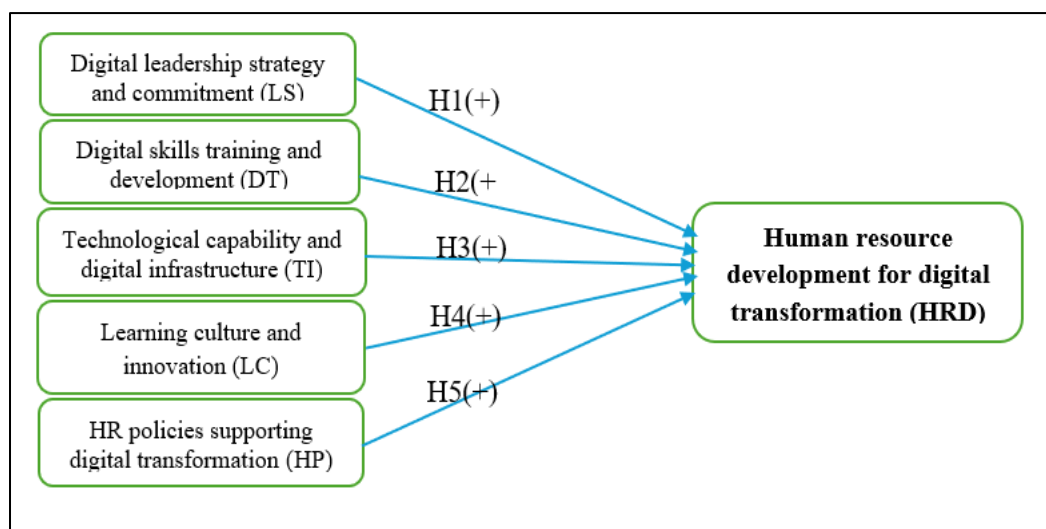 Digital leadership strategy
and commitment (LS)
H1(+)
Digital skills training and
development (DT)
H2(+
Technological capability and
digital infrastructure (TI)
H3(+)
Learning culture and
innovation (LC)
H4(+)
HR policies supporting
digital transformation (HP)
H5(+)
Human resource
development for digital
transformation (HRD)